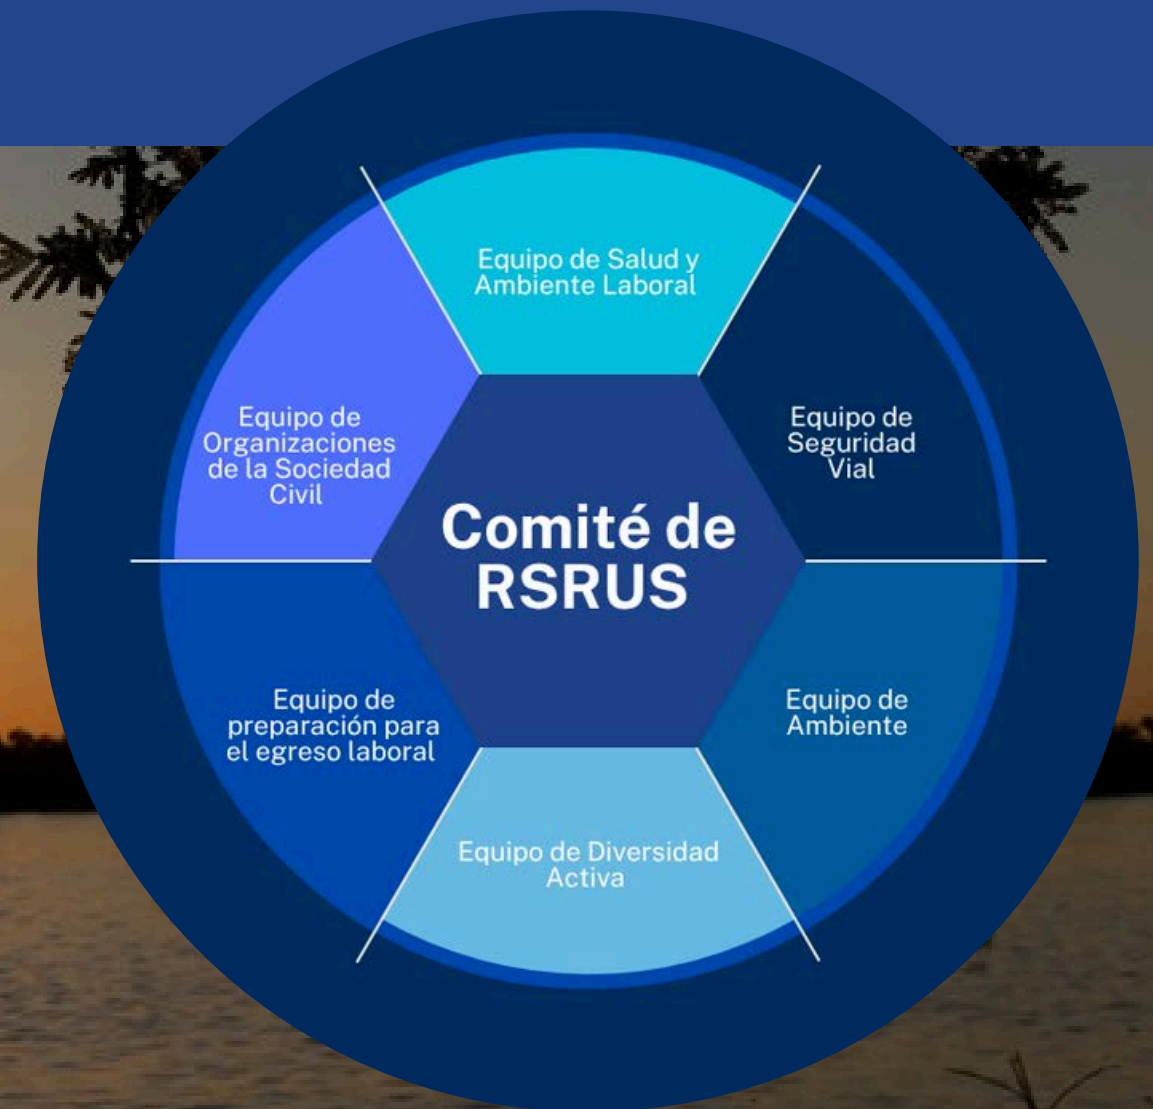 Equipo de Salud y
Ambiente Laboral
Equipo de
Organizaciones
de la Sociedad
Civil
Equipo de
Seguridad
Vial
Comité de
RSRUS
Equipo de
preparación para
el egreso laboral
Equipo de
Ambiente
Equipo de Diversidad
Activa